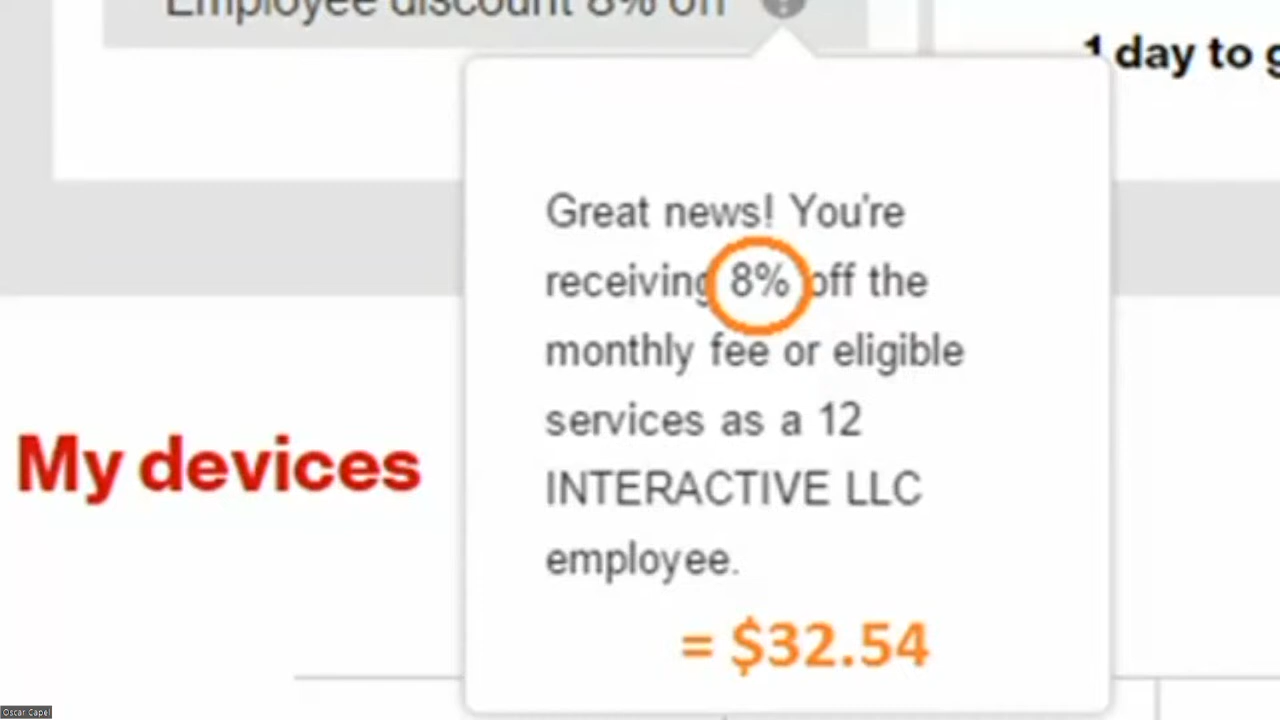 Employee discount 8% off
1 day to g
Great news! You're
receiving 8% off the
monthly fee or eligible
services as a 12
INTERACTIVE LLC
employee.
= $32.54
My devices
Oscar Capel